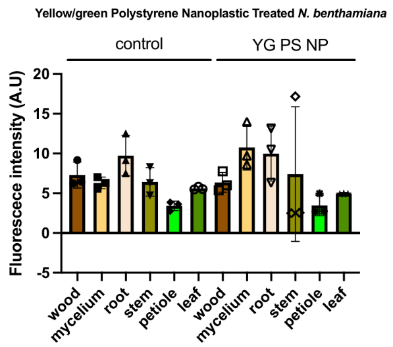 Yellow/green Polystyrene Nanoplastic Treated N. benthamiana
control YG PS NP
Fluorescece intensity (A.U)
20
15
10
5
0
-5
wood mycelium root stem petiole leaf wood mycelium root stem petiole leaf